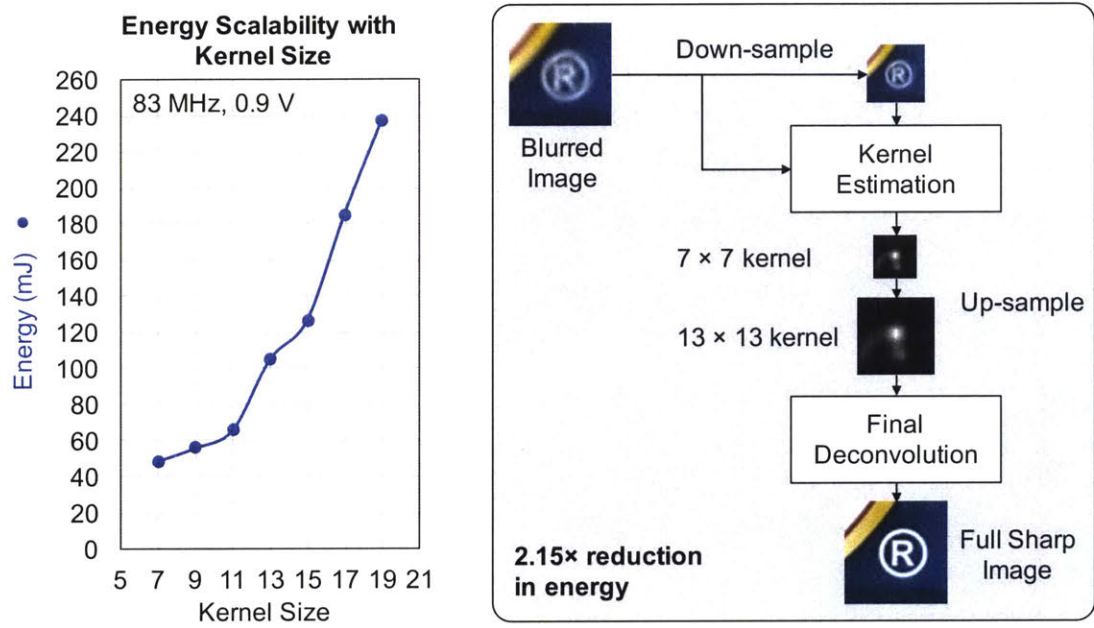 Energy Scalability with
Kernel Size
83 MHz, 0.9 V
260
240
220
200
180
160
140
120
100
80
60
40
20
0
Energy (mJ)
5 7 9 11 13 15 17 19 21
Kernel Size
R
Blurred
Image
Down-sample
R
Kernel
Estimation
7 × 7 kernel
Up-sample
13 × 13 kernel
Final
Deconvolution
R
Full Sharp
Image
2.15× reduction
in energy